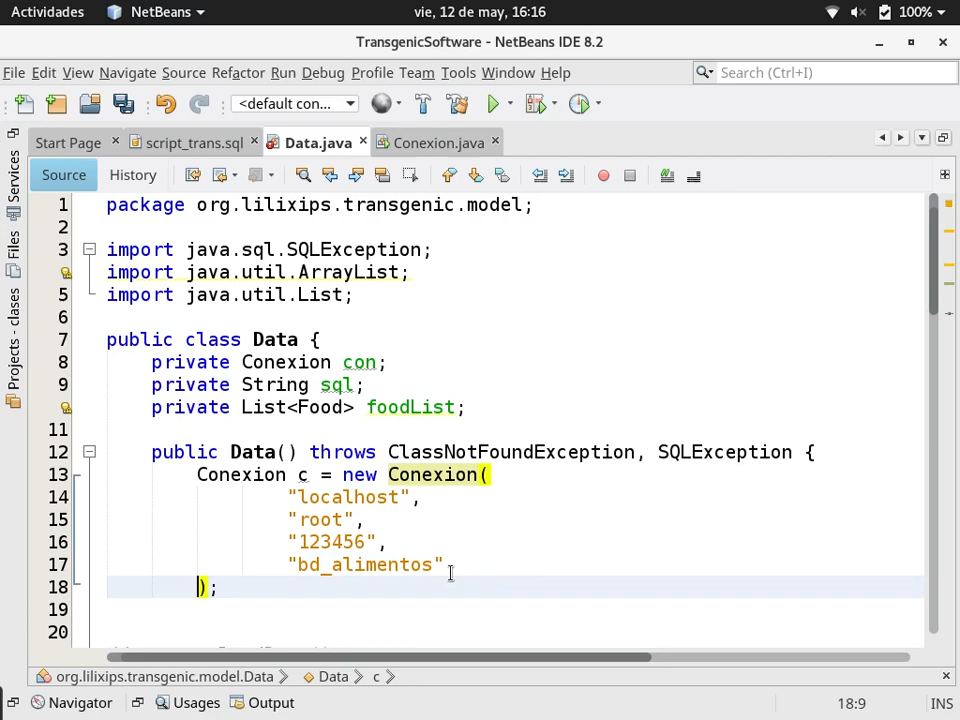 Actividades NetBeans vie, 12 de may, 16:16 100%
TransgenicSoftware - NetBeans IDE 8.2
File Edit View Navigate Source Refactor Run Debug Profile Team Tools Window Help Search (Ctrl+I)
<default con...
Start Page script_trans.sql Data.java Conexion.java
Source History
Services
Files
Projects - clases
1 package org.lilixips.transgenic.model;
2
3 import java.sql.SQLException;
import java.util.ArrayList;
5 import java.util.List;
6
7 public class Data {
8 private Conexion con;
9 private String sql;
private List<Food> foodList;
11
12 public Data() throws ClassNotFoundException, SQLException {
13 Conexion c = new Conexion(
14 "localhost",
15 "root",
16 "123456",
17 "bd_alimentos"
18 );
19
20
org.lilixips.transgenic.model.Data Data c
Navigator Usages Output 18:9 INS